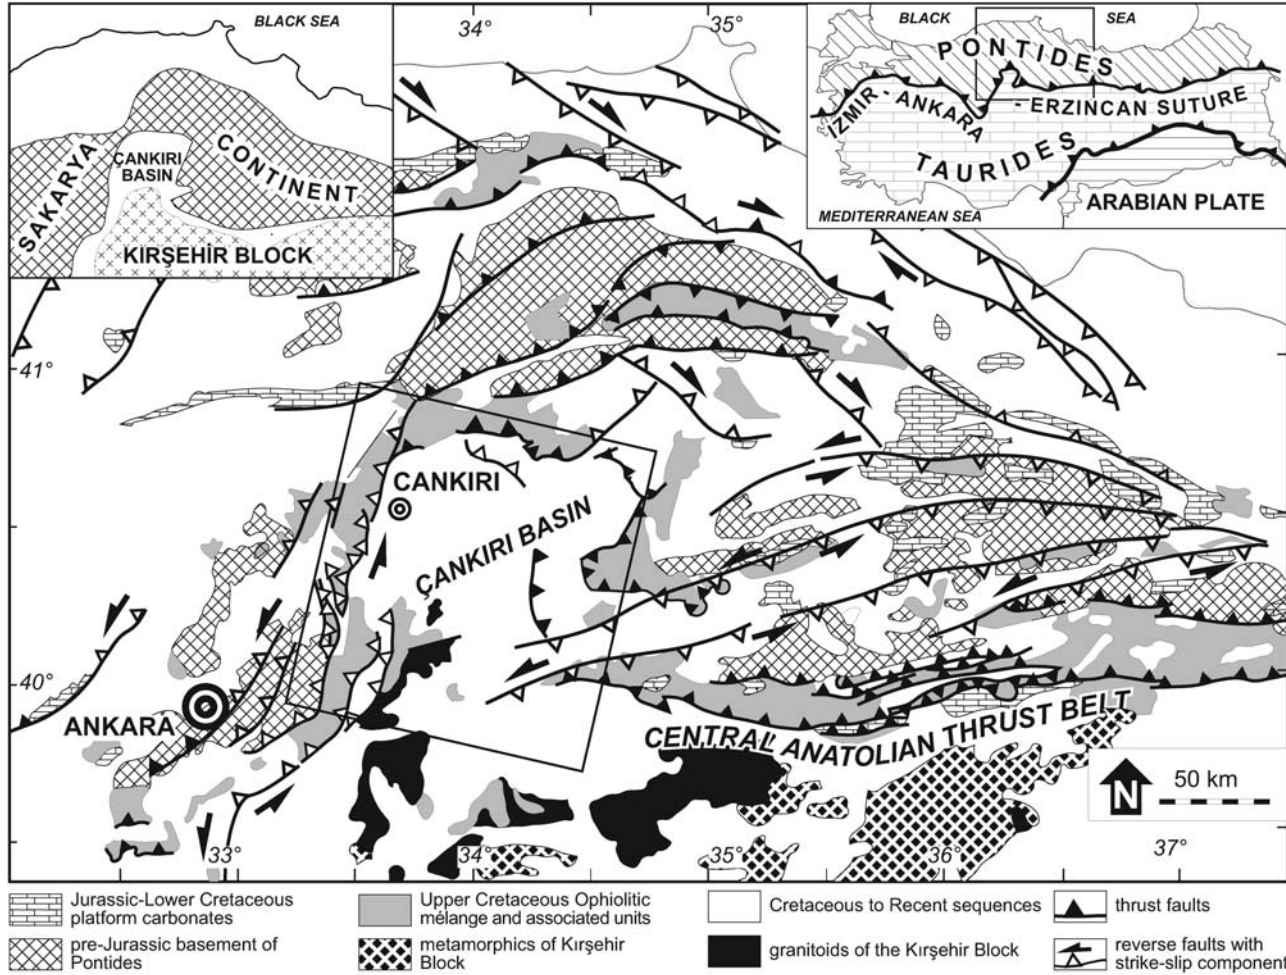 BLACK SEA
SAKARYA
CONTINENT
ÇANKIRI
BASIN
KIRŞEHİR BLOCK
34°
35°
BLACK SEA
PONTIDES
İZMİR - ANKARA - ERZINCAN SUTURE
TAURIDES
ARABIAN PLATE
MEDITERRANEAN SEA
41°
CANKIRI
ÇANKIRI BASIN
40°
ANKARA
CENTRAL ANATOLIAN THRUST BELT
N
50 km
33°
34°
35°
36°
37°
Jurassic-Lower Cretaceous
platform carbonates
Upper Cretaceous Ophiolitic
mélange and associated units
Cretaceous to Recent sequences
thrust faults
pre-Jurassic basement of
Pontides
metamorphics of Kırşehir
Block
granitoids of the Kırşehir Block
reverse faults with
strike-slip component